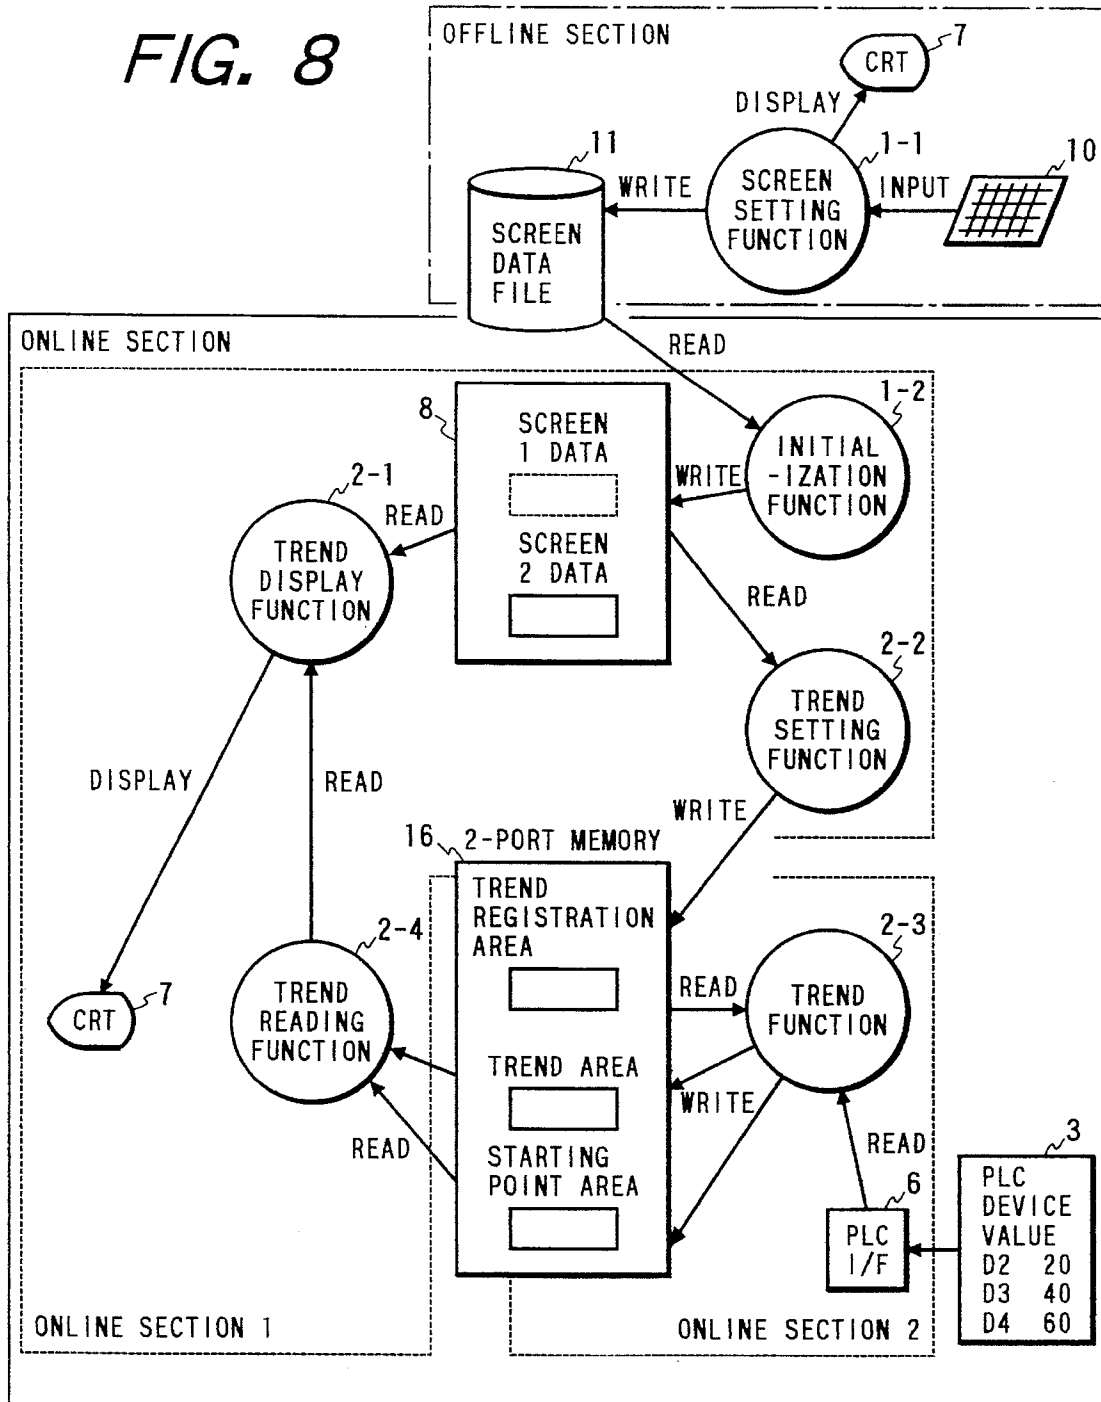 FIG. 8
OFFLINE SECTION
7
CRT
DISPLAY
1-1
SCREEN
SETTING
FUNCTION
INPUT
10
11
WRITE
SCREEN
DATA
FILE
ONLINE SECTION
READ
1-2
INITIAL
-IZATION
FUNCTION
8
SCREEN
1 DATA
WRITE
SCREEN
2 DATA
2-1
READ
TREND
DISPLAY
FUNCTION
READ
2-2
TREND
SETTING
FUNCTION
DISPLAY
READ
WRITE
16
2-PORT MEMORY
TREND
REGISTRATION
AREA
2-4
TREND
READING
FUNCTION
7
CRT
READ
2-3
TREND
FUNCTION
TREND AREA
WRITE
READ
STARTING
POINT AREA
READ
6
PLC
I/F
3
PLC
DEVICE
VALUE
D2 20
D3 40
D4 60
ONLINE SECTION 1
ONLINE SECTION 2